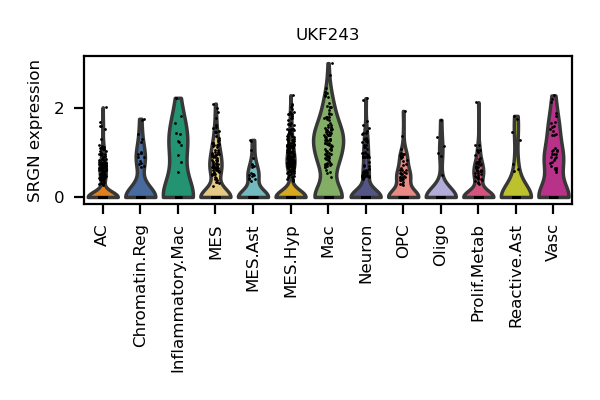 UKF243
SRGN expression
2
0
AC
Chromatin.Reg
Inflammatory.Mac
MES
MES.Ast
MES.Hyp
Mac
Neuron
OPC
Oligo
Prolif.Metab
Reactive.Ast
Vasc